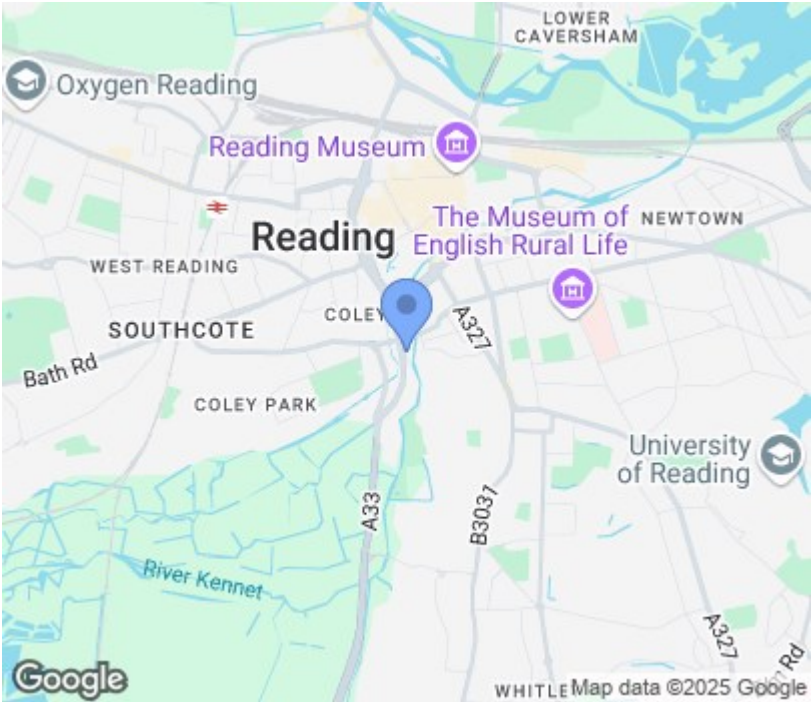 LOWER
CAVERSHAM
Oxygen Reading
Reading Museum
The Museum of
English Rural Life
NEWTOWN
Reading
WEST READING
COLEY
A327
SOUTHCOTE
Bath Rd
COLEY PARK
University
of Reading
A33
B3031
River Kennet
A327
Rd
Google
WHITLE
Map data ©2025 Google